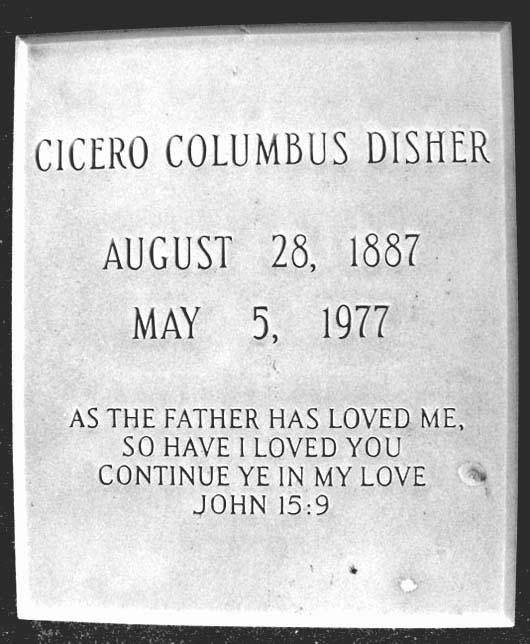 CICERO COLUMBUS DISHER
AUGUST 28, 1887
MAY 5, 1977
AS THE FATHER HAS LOVED ME,
SO HAVE I LOVED YOU
CONTINUE YE IN MY LOVE
JOHN 15:9